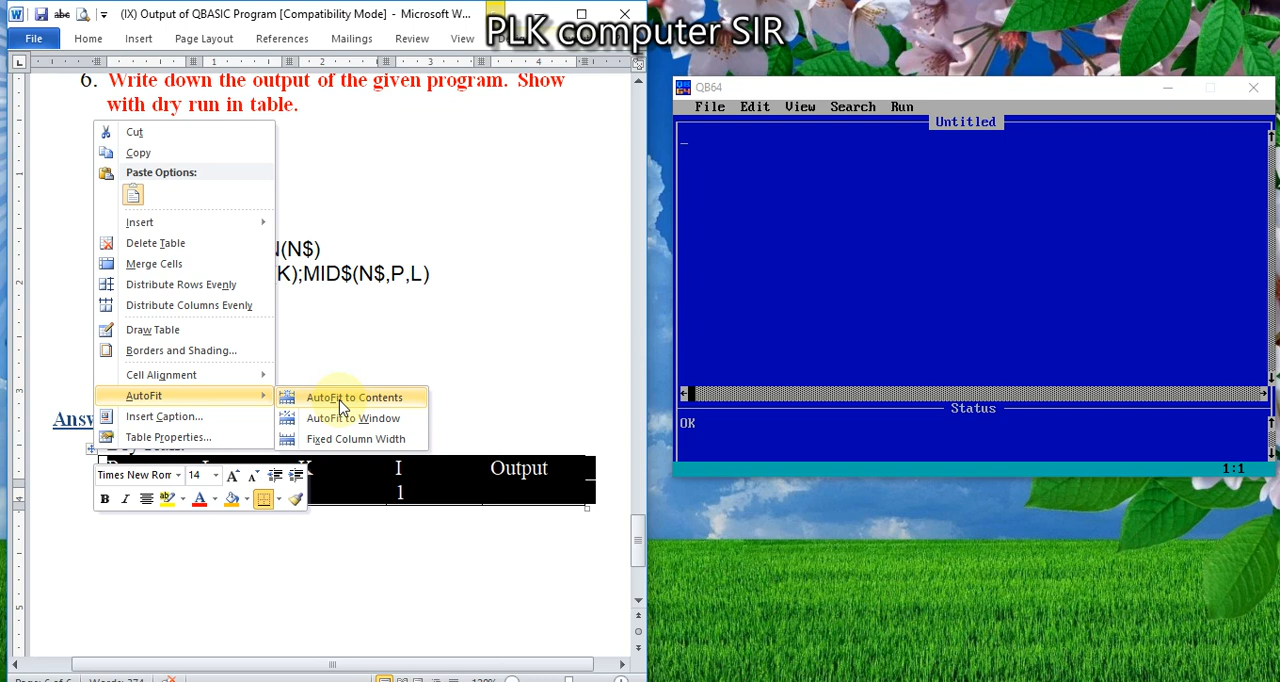 (IX) Output of QBASIC Program [Compatibility Mode] - Microsoft W...
PLK computer SIR
File Home Insert Page Layout References Mailings Review View
1 2 3 4
6. Write down the output of the given program. Show
with dry run in table.
Cut
Copy
Paste Options:
Insert
Delete Table
Merge Cells
Distribute Rows Evenly
Distribute Columns Evenly
Draw Table
Borders and Shading...
Cell Alignment
AutoFit
Insert Caption...
Table Properties...
AutoFit to Contents
AutoFit to Window
Fixed Column Width
(N$)
K);MID$(N$,P,L)
Answ
I Output
1
Times New Rom 14
B I A
QB64
File Edit View Search Run
Untitled
Status
OK
1:1